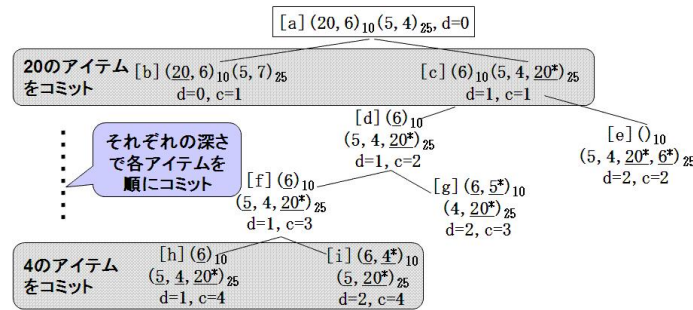 [a](20,6)₁₀(5,4)₂₅,d=0
20のアイテム
をコミット
[b](20,6)₁₀(5,7)₂₅
d=0, c=1
[c](6)₁₀(5,4,20*)₂₅
d=1, c=1
それぞれの深さ
で各アイテムを
順にコミット
[d](6)₁₀
(5,4,20*)₂₅
d=1, c=2
[e]()₁₀
(5,4,20*,6*)₂₅
d=2, c=2
[f](6)₁₀
(5,4,20*)₂₅
d=1, c=3
[g](6,5*)₁₀
(4,20*)₂₅
d=2, c=3
4のアイテム
をコミット
[h](6)₁₀
(5,4,20*)₂₅
d=1, c=4
[i](6,4*)₁₀
(5,20*)₂₅
d=2, c=4